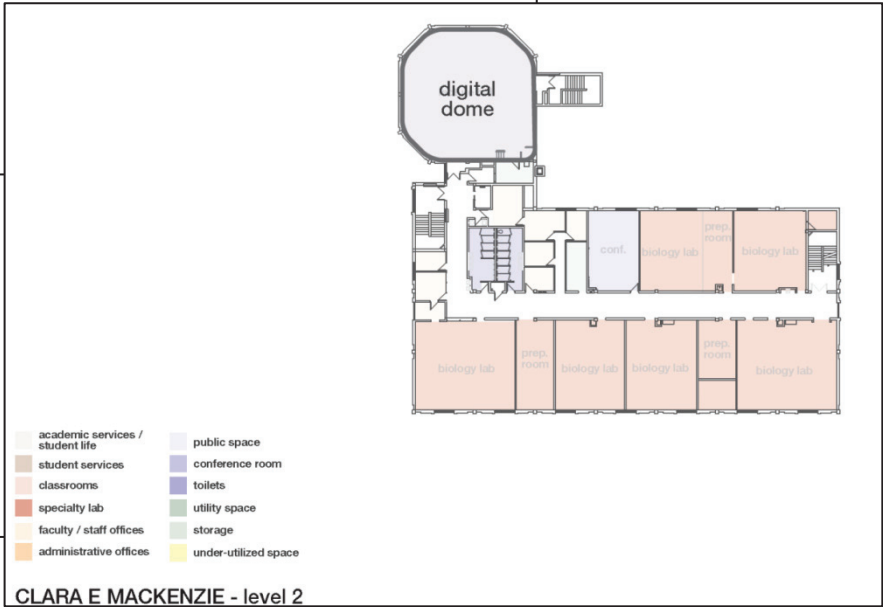 digital
dome
conf.
biology lab
prep.
room
biology lab
biology lab
prep.
room
biology lab
biology lab
prep.
room
biology lab
academic services /
student life
student services
classrooms
specialty lab
faculty / staff offices
administrative offices
public space
conference room
toilets
utility space
storage
under-utilized space
CLARA E MACKENZIE - level 2